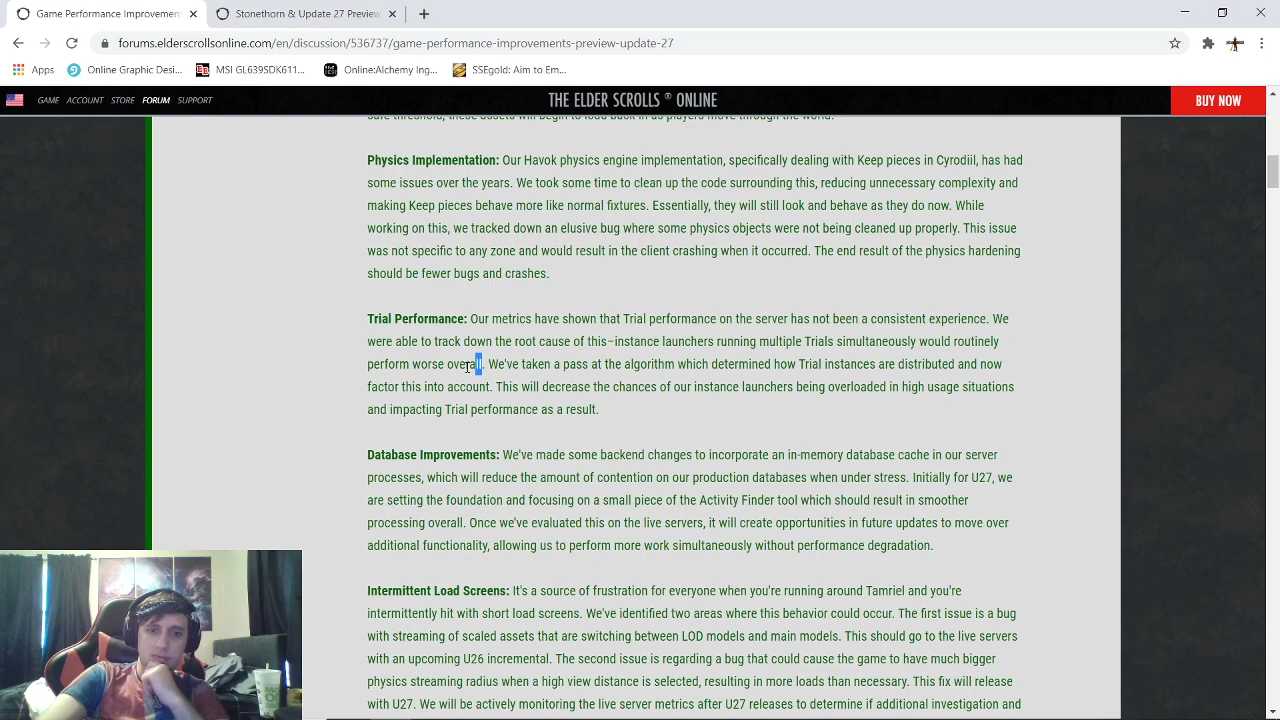 Game Performance Improvements
Stonethorn & Update 27 Preview
forums.elderscrollsonline.com/en/discussion/536737/game-performance-improvements-preview-update-27
Apps
Online Graphic Desi...
MSI GL639SDK611...
Online:Alchemy Ing...
SSEgold: Aim to Em...
GAME ACCOUNT STORE FORUM SUPPORT
THE ELDER SCROLLS ® ONLINE
BUY NOW
safe threshold, these assets will begin to load back in as players move through the world.
Physics Implementation: Our Havok physics engine implementation, specifically dealing with Keep pieces in Cyrodiil, has had
some issues over the years. We took some time to clean up the code surrounding this, reducing unnecessary complexity and
making Keep pieces behave more like normal fixtures. Essentially, they will still look and behave as they do now. While
working on this, we tracked down an elusive bug where some physics objects were not being cleaned up properly. This issue
was not specific to any zone and would result in the client crashing when it occurred. The end result of the physics hardening
should be fewer bugs and crashes.
Trial Performance: Our metrics have shown that Trial performance on the server has not been a consistent experience. We
were able to track down the root cause of this–instance launchers running multiple Trials simultaneously would routinely
perform worse overall. We've taken a pass at the algorithm which determined how Trial instances are distributed and now
factor this into account. This will decrease the chances of our instance launchers being overloaded in high usage situations
and impacting Trial performance as a result.
Database Improvements: We've made some backend changes to incorporate an in-memory database cache in our server
processes, which will reduce the amount of contention on our production databases when under stress. Initially for U27, we
are setting the foundation and focusing on a small piece of the Activity Finder tool which should result in smoother
processing overall. Once we've evaluated this on the live servers, it will create opportunities in future updates to move over
additional functionality, allowing us to perform more work simultaneously without performance degradation.
Intermittent Load Screens: It's a source of frustration for everyone when you're running around Tamriel and you're
intermittently hit with short load screens. We've identified two areas where this behavior could occur. The first issue is a bug
with streaming of scaled assets that are switching between LOD models and main models. This should go to the live servers
with an upcoming U26 incremental. The second issue is regarding a bug that could cause the game to have much bigger
physics streaming radius when a high view distance is selected, resulting in more loads than necessary. This fix will release
with U27. We will be actively monitoring the live server metrics after U27 releases to determine if additional investigation and